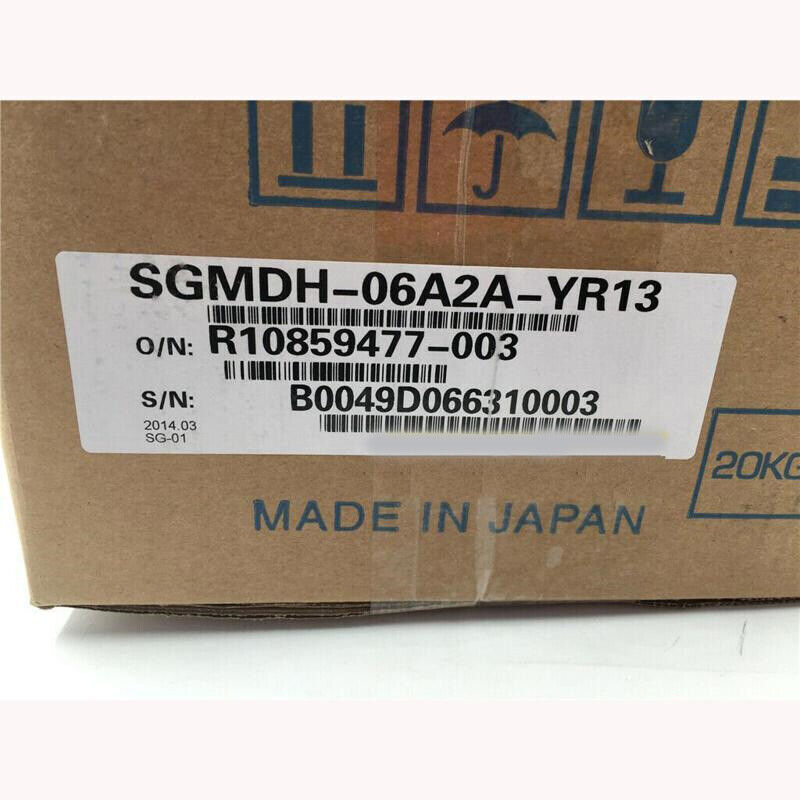 SGMDH-06A2A-YR13
O/N: R10859477-003
S/N: B0049D066310003
2014.03
SG-01
20KG
MADE IN JAPAN